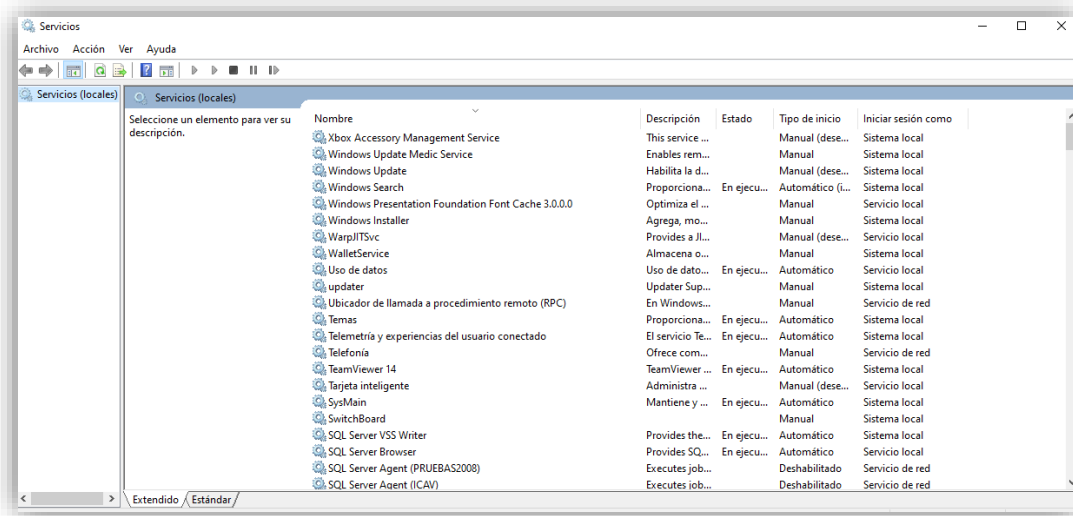 Servicios
Archivo Acción Ver Ayuda
Servicios (locales)
Servicios (locales)
Seleccione un elemento para ver su
descripción.
Nombre Descripción Estado Tipo de inicio Iniciar sesión como
Xbox Accessory Management Service This service ... Manual (dese... Sistema local
Windows Update Medic Service Enables rem... Manual Sistema local
Windows Update Habilita la d... Manual (dese... Sistema local
Windows Search Proporciona... En ejecu... Automático (i... Sistema local
Windows Presentation Foundation Font Cache 3.0.0.0 Optimiza el ... Manual Servicio local
Windows Installer Agrega, mo... Manual Sistema local
WarpJITSvc Provides a JI... Manual (dese... Servicio local
WalletService Almacena o... Manual Sistema local
Uso de datos Uso de dato... En ejecu... Automático Servicio local
updater Updater Sup... Manual Sistema local
Ubicador de llamada a procedimiento remoto (RPC) En Windows... Manual Servicio de red
Temas Proporciona... En ejecu... Automático Sistema local
Telemetría y experiencias del usuario conectado El servicio Te... En ejecu... Automático Sistema local
Telefonía Ofrece com... Manual Servicio de red
TeamViewer 14 TeamViewer ... En ejecu... Automático Sistema local
Tarjeta inteligente Administra ... Manual (dese... Servicio local
SysMain Mantiene y ... En ejecu... Automático Sistema local
SwitchBoard Manual Sistema local
SQL Server VSS Writer Provides the... En ejecu... Automático Sistema local
SQL Server Browser Provides SQ... En ejecu... Automático Servicio local
SQL Server Agent (PRUEBAS2008) Executes job... Deshabilitado Servicio de red
SQL Server Agent (ICAV) Executes job... Deshabilitado Servicio de red
Extendido Estándar